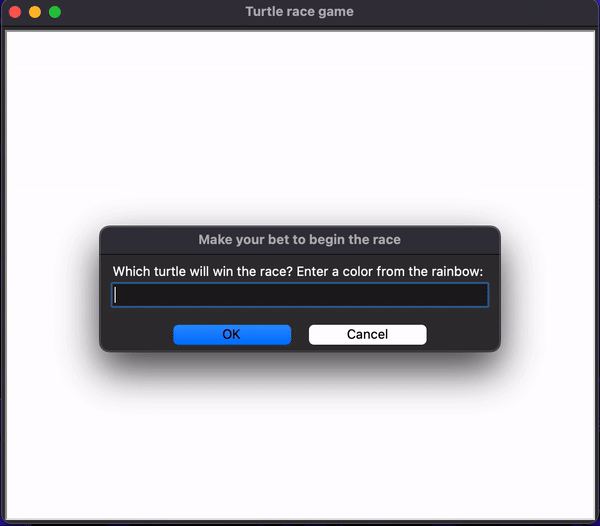 Turtle race game
Make your bet to begin the race
Which turtle will win the race? Enter a color from the rainbow:
OK
Cancel